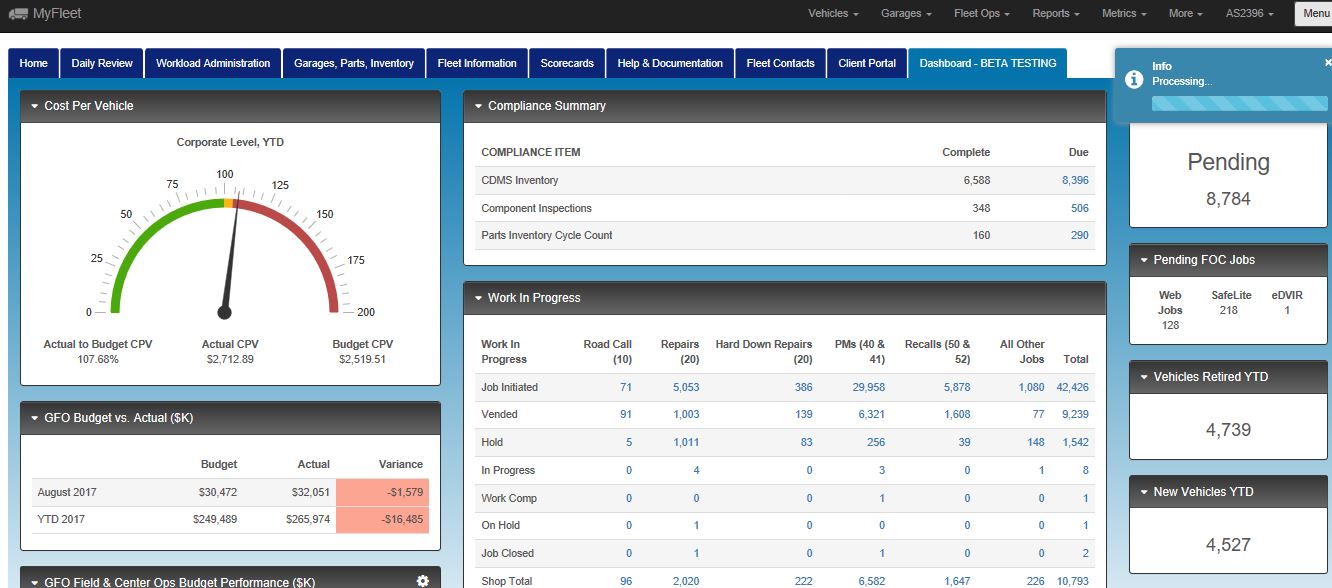 MyFleet Vehicles Garages Fleet Ops Reports Metrics More AS2396 Menu
Home Daily Review Workload Administration Garages, Parts, Inventory Fleet Information Scorecards Help & Documentation Fleet Contacts Client Portal Dashboard - BETA TESTING
Info
Processing...
Cost Per Vehicle
Corporate Level, YTD
0 25 50 75 100 125 150 175 200
Actual to Budget CPV Actual CPV Budget CPV
107.68% $2,712.89 $2,519.51
GFO Budget vs. Actual ($K)
Budget Actual Variance
August 2017 $30,472 $32,051 -$1,579
YTD 2017 $249,489 $265,974 -$16,485
GFO Field & Center Ops Budget Performance ($K)
Compliance Summary
COMPLIANCE ITEM Complete Due
CDMS Inventory 6,588 8,396
Component Inspections 348 506
Parts Inventory Cycle Count 160 290
Work In Progress
Work In Road Call Repairs Hard Down Repairs PMs (40 & Recalls (50 & All Other
Progress (10) (20) (20) 41) 52) Jobs Total
Job Initiated 71 5,053 386 29,958 5,878 1,080 42,426
Vended 91 1,003 139 6,321 1,608 77 9,239
Hold 5 1,011 83 256 39 148 1,542
In Progress 0 4 0 3 0 1 8
Work Comp 0 0 0 1 0 0 1
On Hold 0 1 0 0 0 0 1
Job Closed 0 1 0 1 0 0 2
Shop Total 96 2,020 222 6,582 1,647 226 10,793
Pending
8,784
Pending FOC Jobs
Web SafeLite eDVIR
Jobs 218 1
128
Vehicles Retired YTD
4,739
New Vehicles YTD
4,527